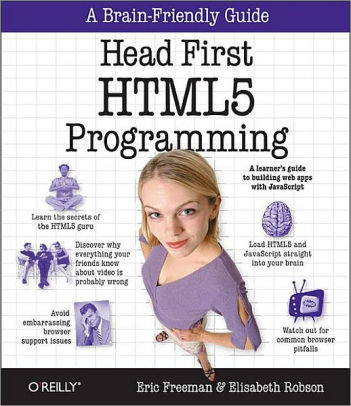 A Brain-Friendly Guide
Head First
HTML5
Programming
A learner's guide
to building web apps
with JavaScript
Learn the secrets of
the HTML5 guru
Discover why
everything your
friends know
about video is
probably wrong
Load HTML5 and
JavaScript straight
into your brain
Avoid
embarrassing
browser
support issues
Watch out for
common browser
pitfalls
O'REILLY®
Eric Freeman & Elisabeth Robson